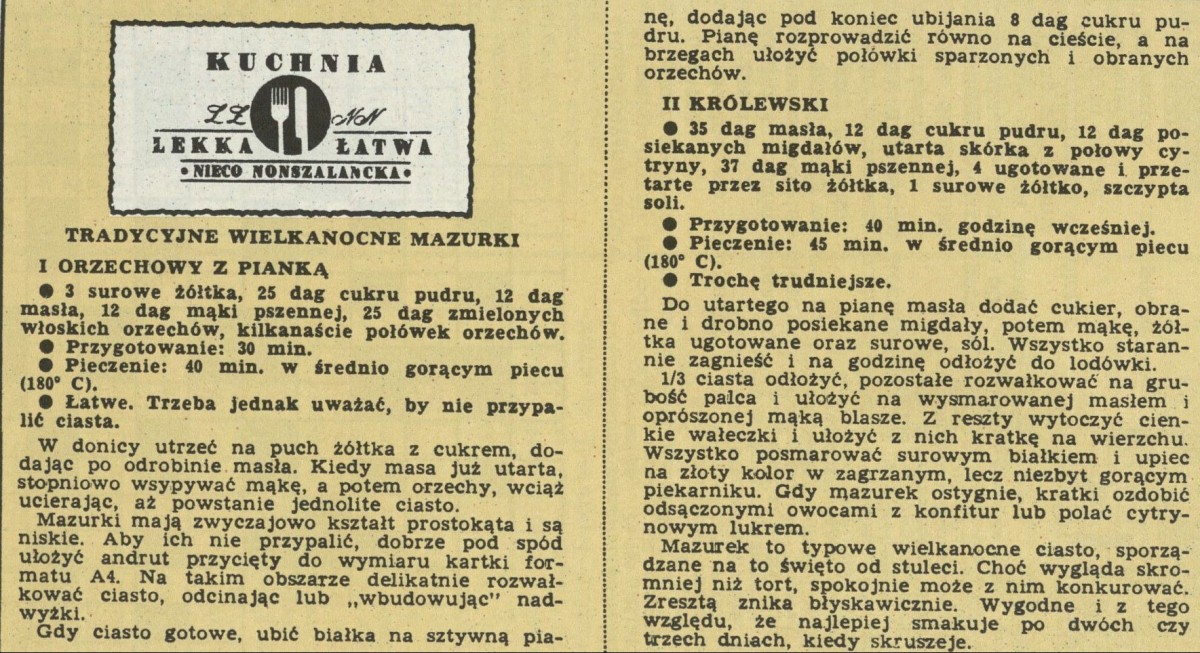 KUCHNIA
ŁŁ NN
LEKKA ŁATWA
• NIECO NONSZALANCKA •
TRADYCYJNE WIELKANOCNE MAZURKI
I ORZECHOWY Z PIANKĄ
● 3 surowe żółtka, 25 dag cukru pudru, 12 dag
masła, 12 dag mąki pszennej, 25 dag zmielonych
włoskich orzechów, kilkanaście połówek orzechów.
● Przygotowanie: 30 min.
● Pieczenie: 40 min. w średnio gorącym piecu
(180° C).
● Łatwe. Trzeba jednak uważać, by nie przypa-
lić ciasta.
W donicy utrzeć na puch żółtka z cukrem, do-
dając po odrobinie masła. Kiedy masa już utarta,
stopniowo wsypywać mąkę, a potem orzechy, wciąż
ucierając, aż powstanie jednolite ciasto.
Mazurki mają zwyczajowo kształt prostokąta i są
niskie. Aby ich nie przypalić, dobrze pod spód
ułożyć andrut przycięty do wymiaru kartki for-
matu A4. Na takim obszarze delikatnie rozwał-
kować ciasto, odcinając lub „wbudowując" nad-
wyżki.
Gdy ciasto gotowe, ubić białka na sztywną pia-
nę, dodając pod koniec ubijania 8 dag cukru pu-
dru. Pianę rozprowadzić równo na cieście, a na
brzegach ułożyć połówki sparzonych i obranych
orzechów.
II KRÓLEWSKI
● 35 dag masła, 12 dag cukru pudru, 12 dag po-
siekanych migdałów, utarta skórka z połowy cy-
tryny, 37 dag mąki pszennej, 4 ugotowane i prze-
tarte przez sito żółtka, 1 surowe żółtko, szczypta
soli.
● Przygotowanie: 40 min. godzinę wcześniej.
● Pieczenie: 45 min. w średnio gorącym piecu
(180° C).
● Trochę trudniejsze.
Do utartego na pianę masła dodać cukier, obra-
ne i drobno posiekane migdały, potem mąkę, żół-
tka ugotowane oraz surowe, sól. Wszystko staran-
nie zagnieść i na godzinę odłożyć do lodówki.
1/3 ciasta odłożyć, pozostałe rozwałkować na gru-
bość palca i ułożyć na wysmarowanej masłem i
oprószonej mąką blasze. Z reszty wytoczyć cien-
kie wałeczki i ułożyć z nich kratkę na wierzchu.
Wszystko posmarować surowym białkiem i upiec
na złoty kolor w zagrzanym, lecz niezbyt gorącym
piekarniku. Gdy mazurek ostygnie, kratki ozdobić
odsączonymi owocami z konfitur lub polać cytry-
nowym lukrem.
Mazurek to typowe wielkanocne ciasto, sporzą-
dzane na to święto od stuleci. Choć wygląda skro-
mniej niż tort, spokojnie może z nim konkurować.
Zresztą znika błyskawicznie. Wygodne i z tego
względu, że najlepiej smakuje po dwóch czy
trzech dniach, kiedy skruszeje.